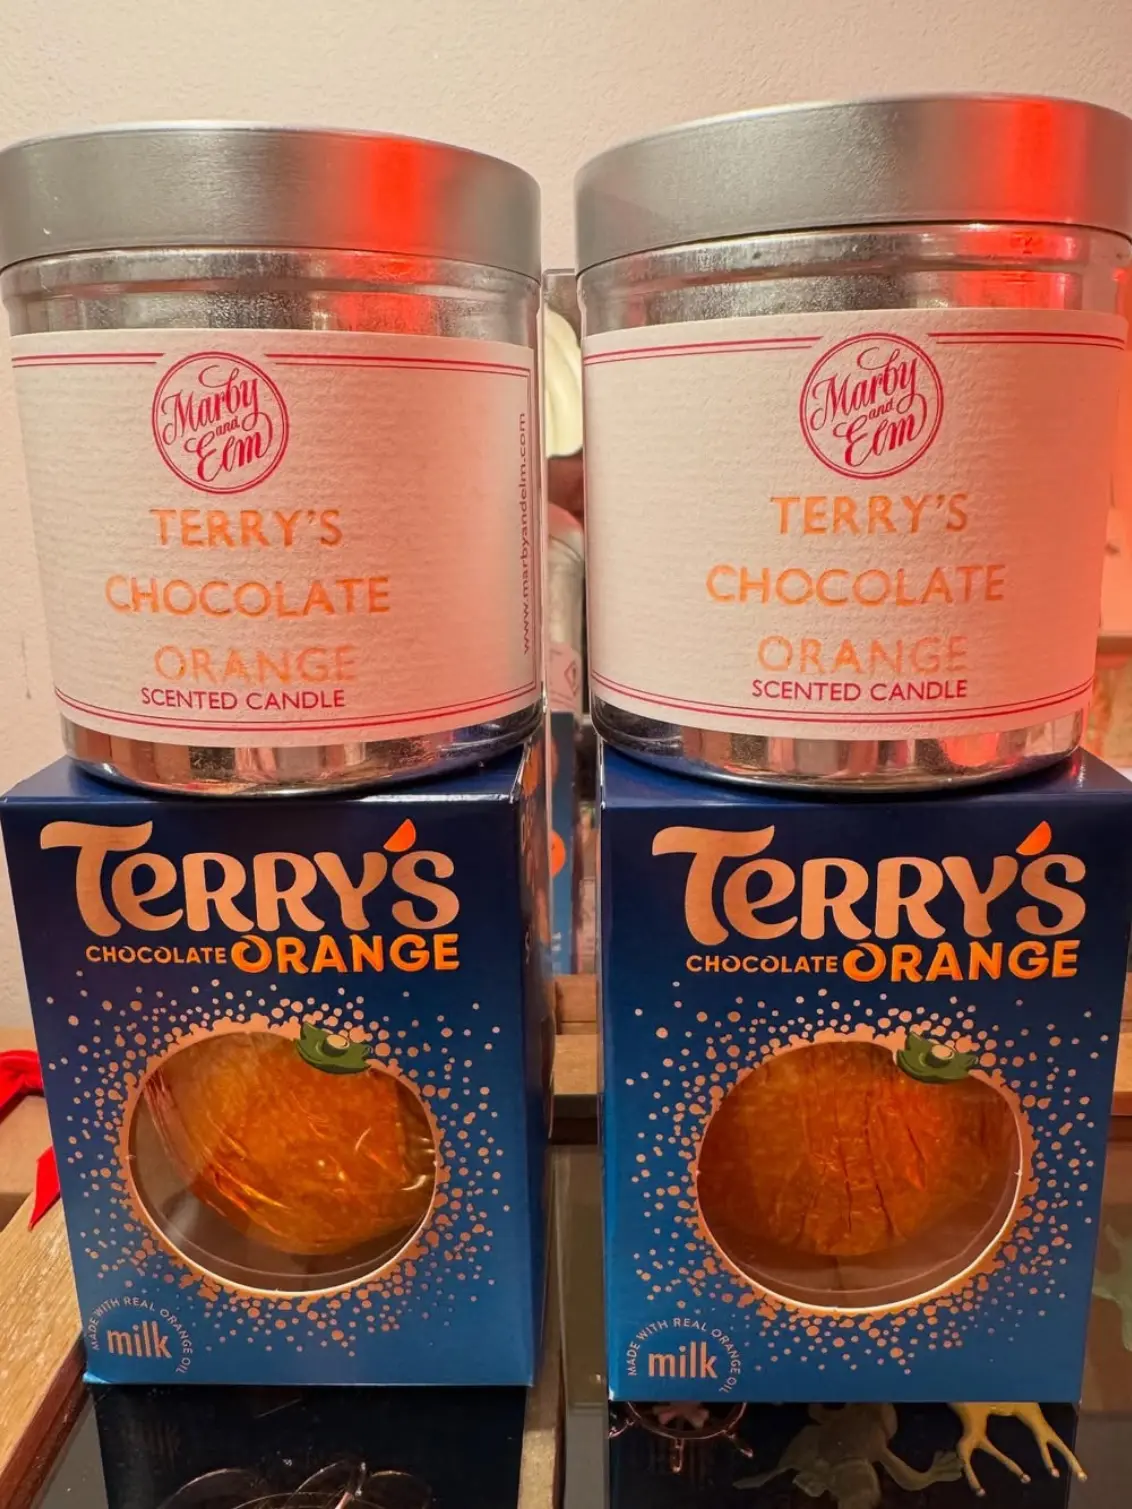 Marby
and
Elm
TERRY'S
CHOCOLATE
ORANGE
SCENTED CANDLE
www.marbyandelm.com
Marby
and
Elm
TERRY'S
CHOCOLATE
ORANGE
SCENTED CANDLE
TERRY'S
CHOCOLATE ORANGE
MADE WITH REAL ORANGE OIL
milk
TERRY'S
CHOCOLATE ORANGE
MADE WITH REAL ORANGE OIL
milk